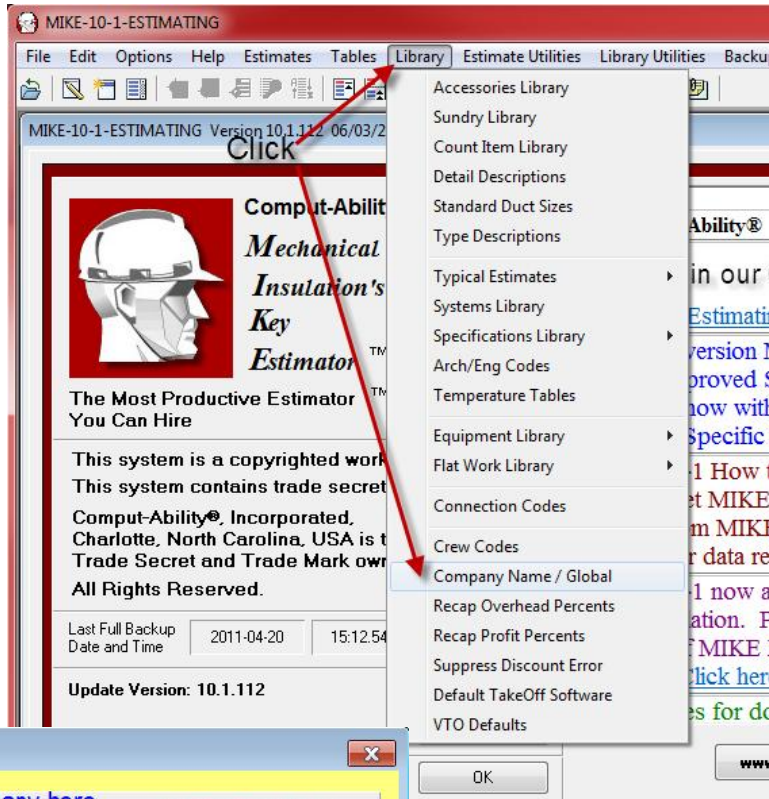 MIKE-10-1-ESTIMATING
File Edit Options Help Estimates Tables Library Estimate Utilities Library Utilities Backu
MIKE-10-1-ESTIMATING Version 10.1.112 06/03/2
Click
Comput-Abilit
Mechanical
Insulation's
Key
Estimator ™
The Most Productive Estimator ™
You Can Hire
This system is a copyrighted work
This system contains trade secret
Comput-Ability®, Incorporated,
Charlotte, North Carolina, USA is t
Trade Secret and Trade Mark own
All Rights Reserved.
Last Full Backup
Date and Time
2011-04-20 15:12.54
Update Version: 10.1.112
Accessories Library
Sundry Library
Count Item Library
Detail Descriptions
Standard Duct Sizes
Type Descriptions
Typical Estimates
Systems Library
Specifications Library
Arch/Eng Codes
Temperature Tables
Equipment Library
Flat Work Library
Connection Codes
Crew Codes
Company Name / Global
Recap Overhead Percents
Recap Profit Percents
Suppress Discount Error
Default TakeOff Software
VTO Defaults
Ability®
in our
Estimati
version
proved S
now with
Specific
-1 How t
et MIKE
m MIKE
r data re
-1 now a
ation. P
f MIKE
Click here
es for do
www
OK
any here